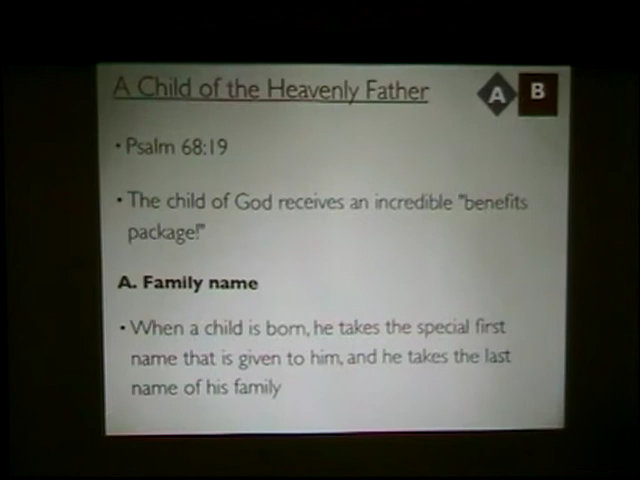 A Child of the Heavenly Father
A B
• Psalm 68:19
• The child of God receives an incredible "benefits
package!"
A. Family name
• When a child is born, he takes the special first
name that is given to him, and he takes the last
name of his family